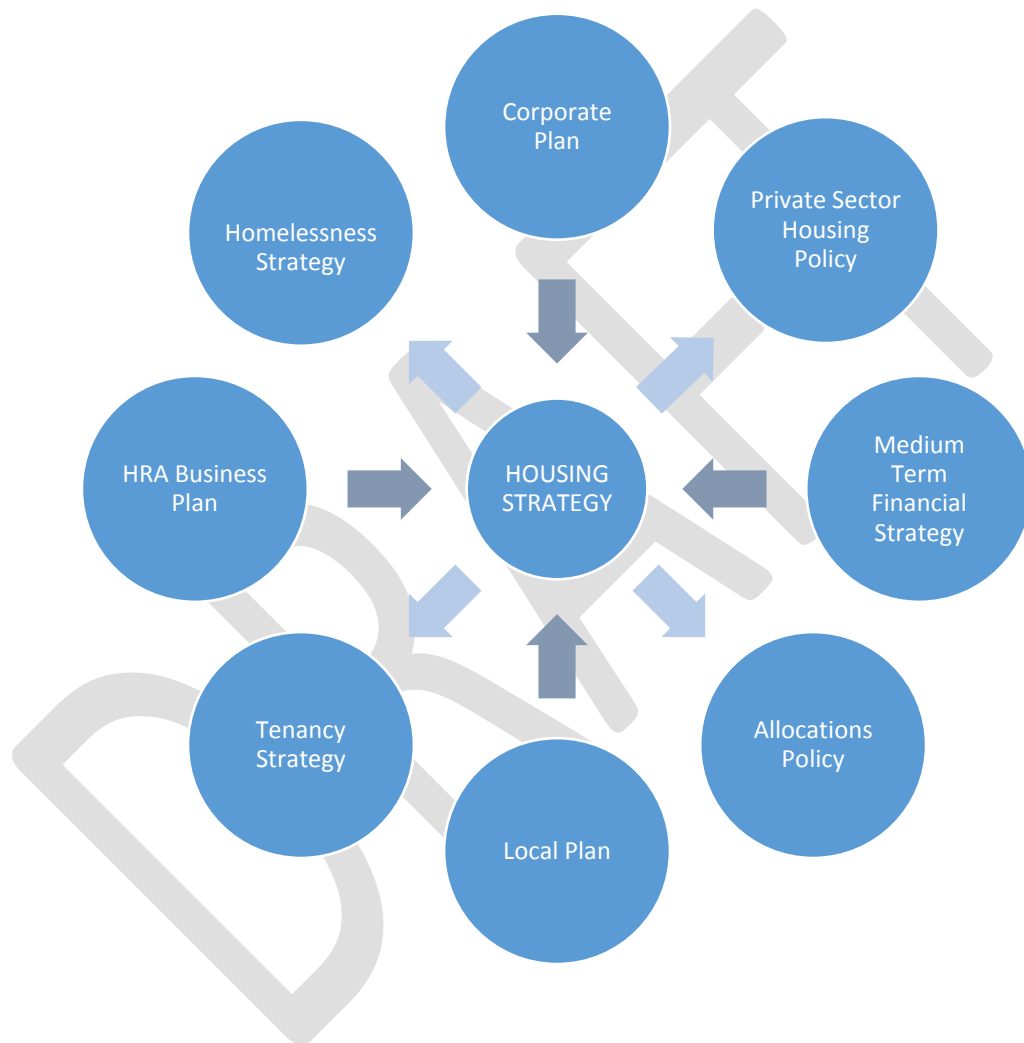 Corporate
Plan
Homelessness
Strategy
Private Sector
Housing
Policy
HRA Business
Plan
HOUSING
STRATEGY
Medium
Term
Financial
Strategy
Tenancy
Strategy
Allocations
Policy
Local Plan
DRAFT